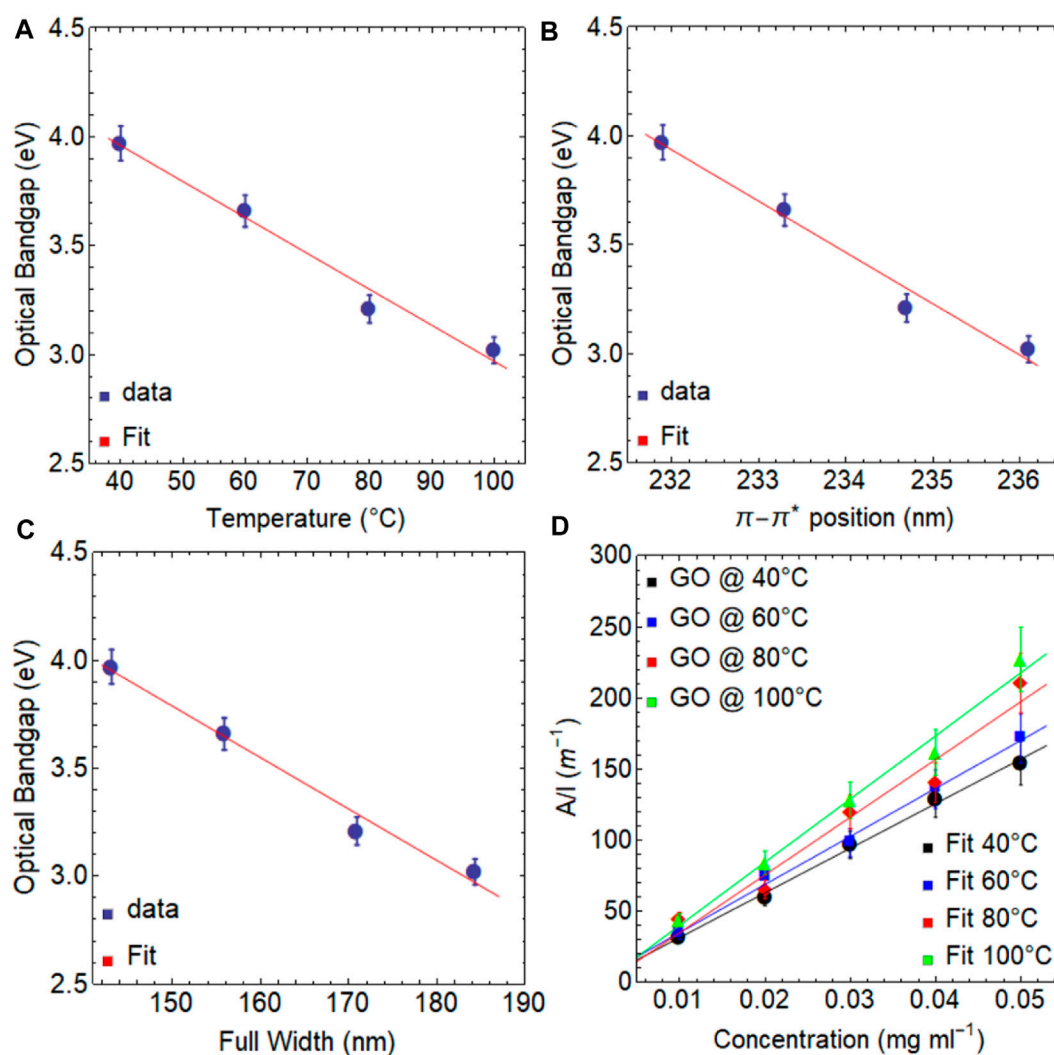 A
4.5
4.0
3.5
3.0
2.5
Optical Bandgap (eV)
data
Fit
40 50 60 70 80 90 100
Temperature (°C)
B
4.5
4.0
3.5
3.0
2.5
Optical Bandgap (eV)
data
Fit
232 233 234 235 236
π−π* position (nm)
C
4.5
4.0
3.5
3.0
2.5
Optical Bandgap (eV)
data
Fit
150 160 170 180 190
Full Width (nm)
D
300
250
200
150
100
50
0
A/l (m⁻¹)
GO @ 40°C
GO @ 60°C
GO @ 80°C
GO @ 100°C
Fit 40°C
Fit 60°C
Fit 80°C
Fit 100°C
0.01 0.02 0.03 0.04 0.05
Concentration (mg ml⁻¹)